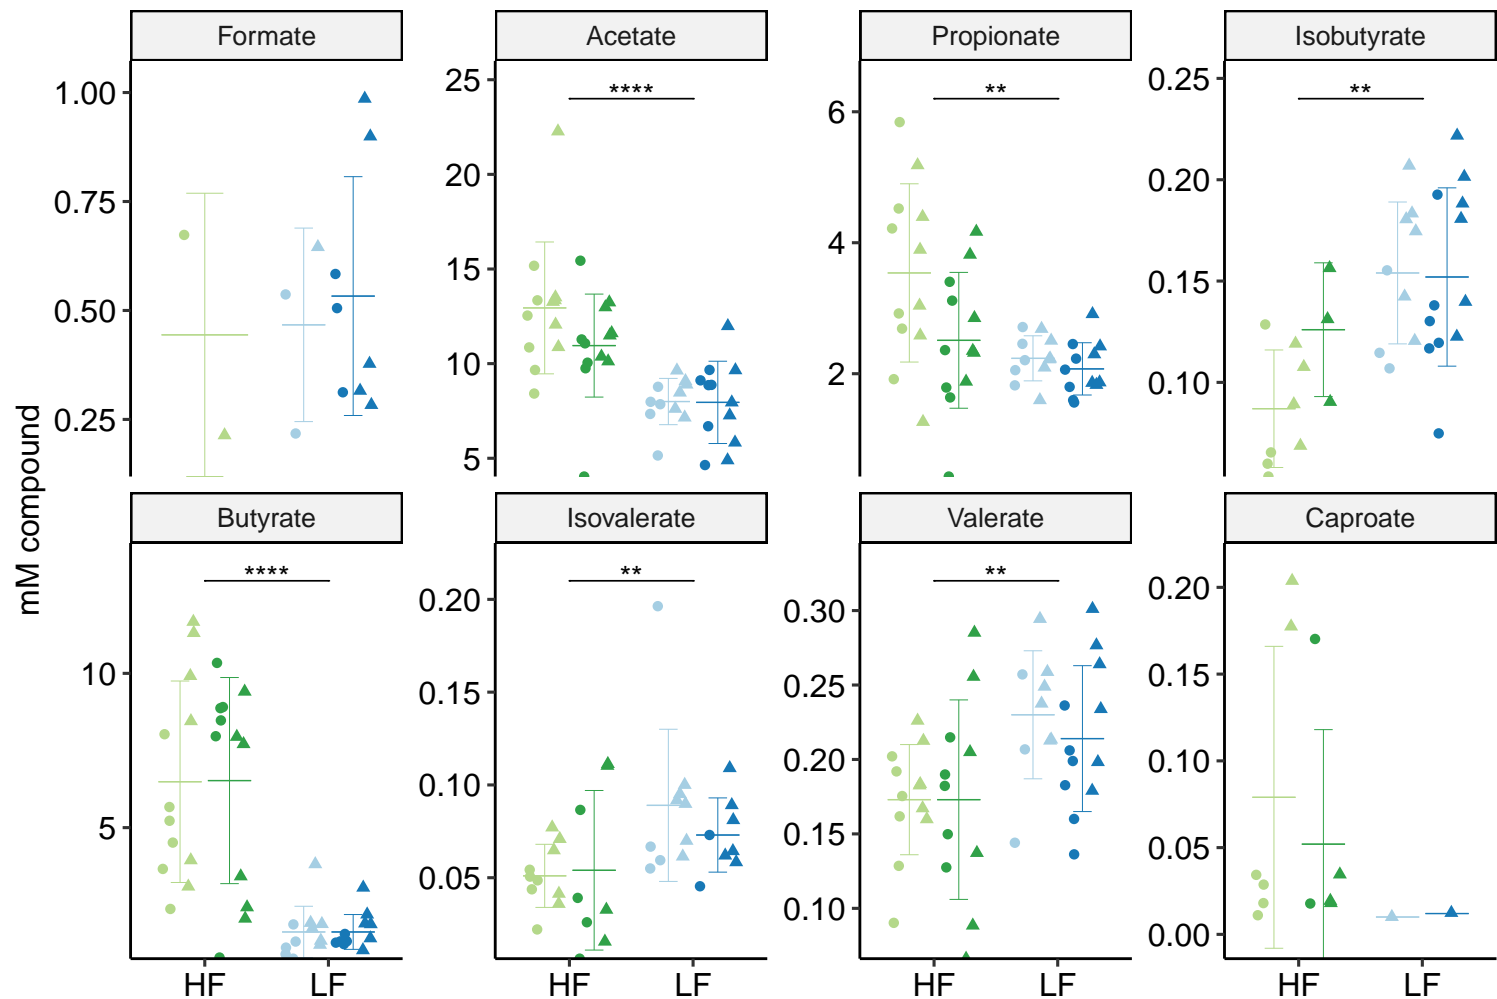 Formate
Acetate
Propionate
Isobutyrate
1.00
0.75
0.50
0.25
25
20
15
10
5
****
6
4
2
**
0.25
0.20
0.15
0.10
**
mM compound
Butyrate
Isovalerate
Valerate
Caproate
10
5
****
0.20
0.15
0.10
0.05
**
0.30
0.25
0.20
0.15
0.10
**
0.20
0.15
0.10
0.05
0.00
HF LF
HF LF
HF LF
HF LF